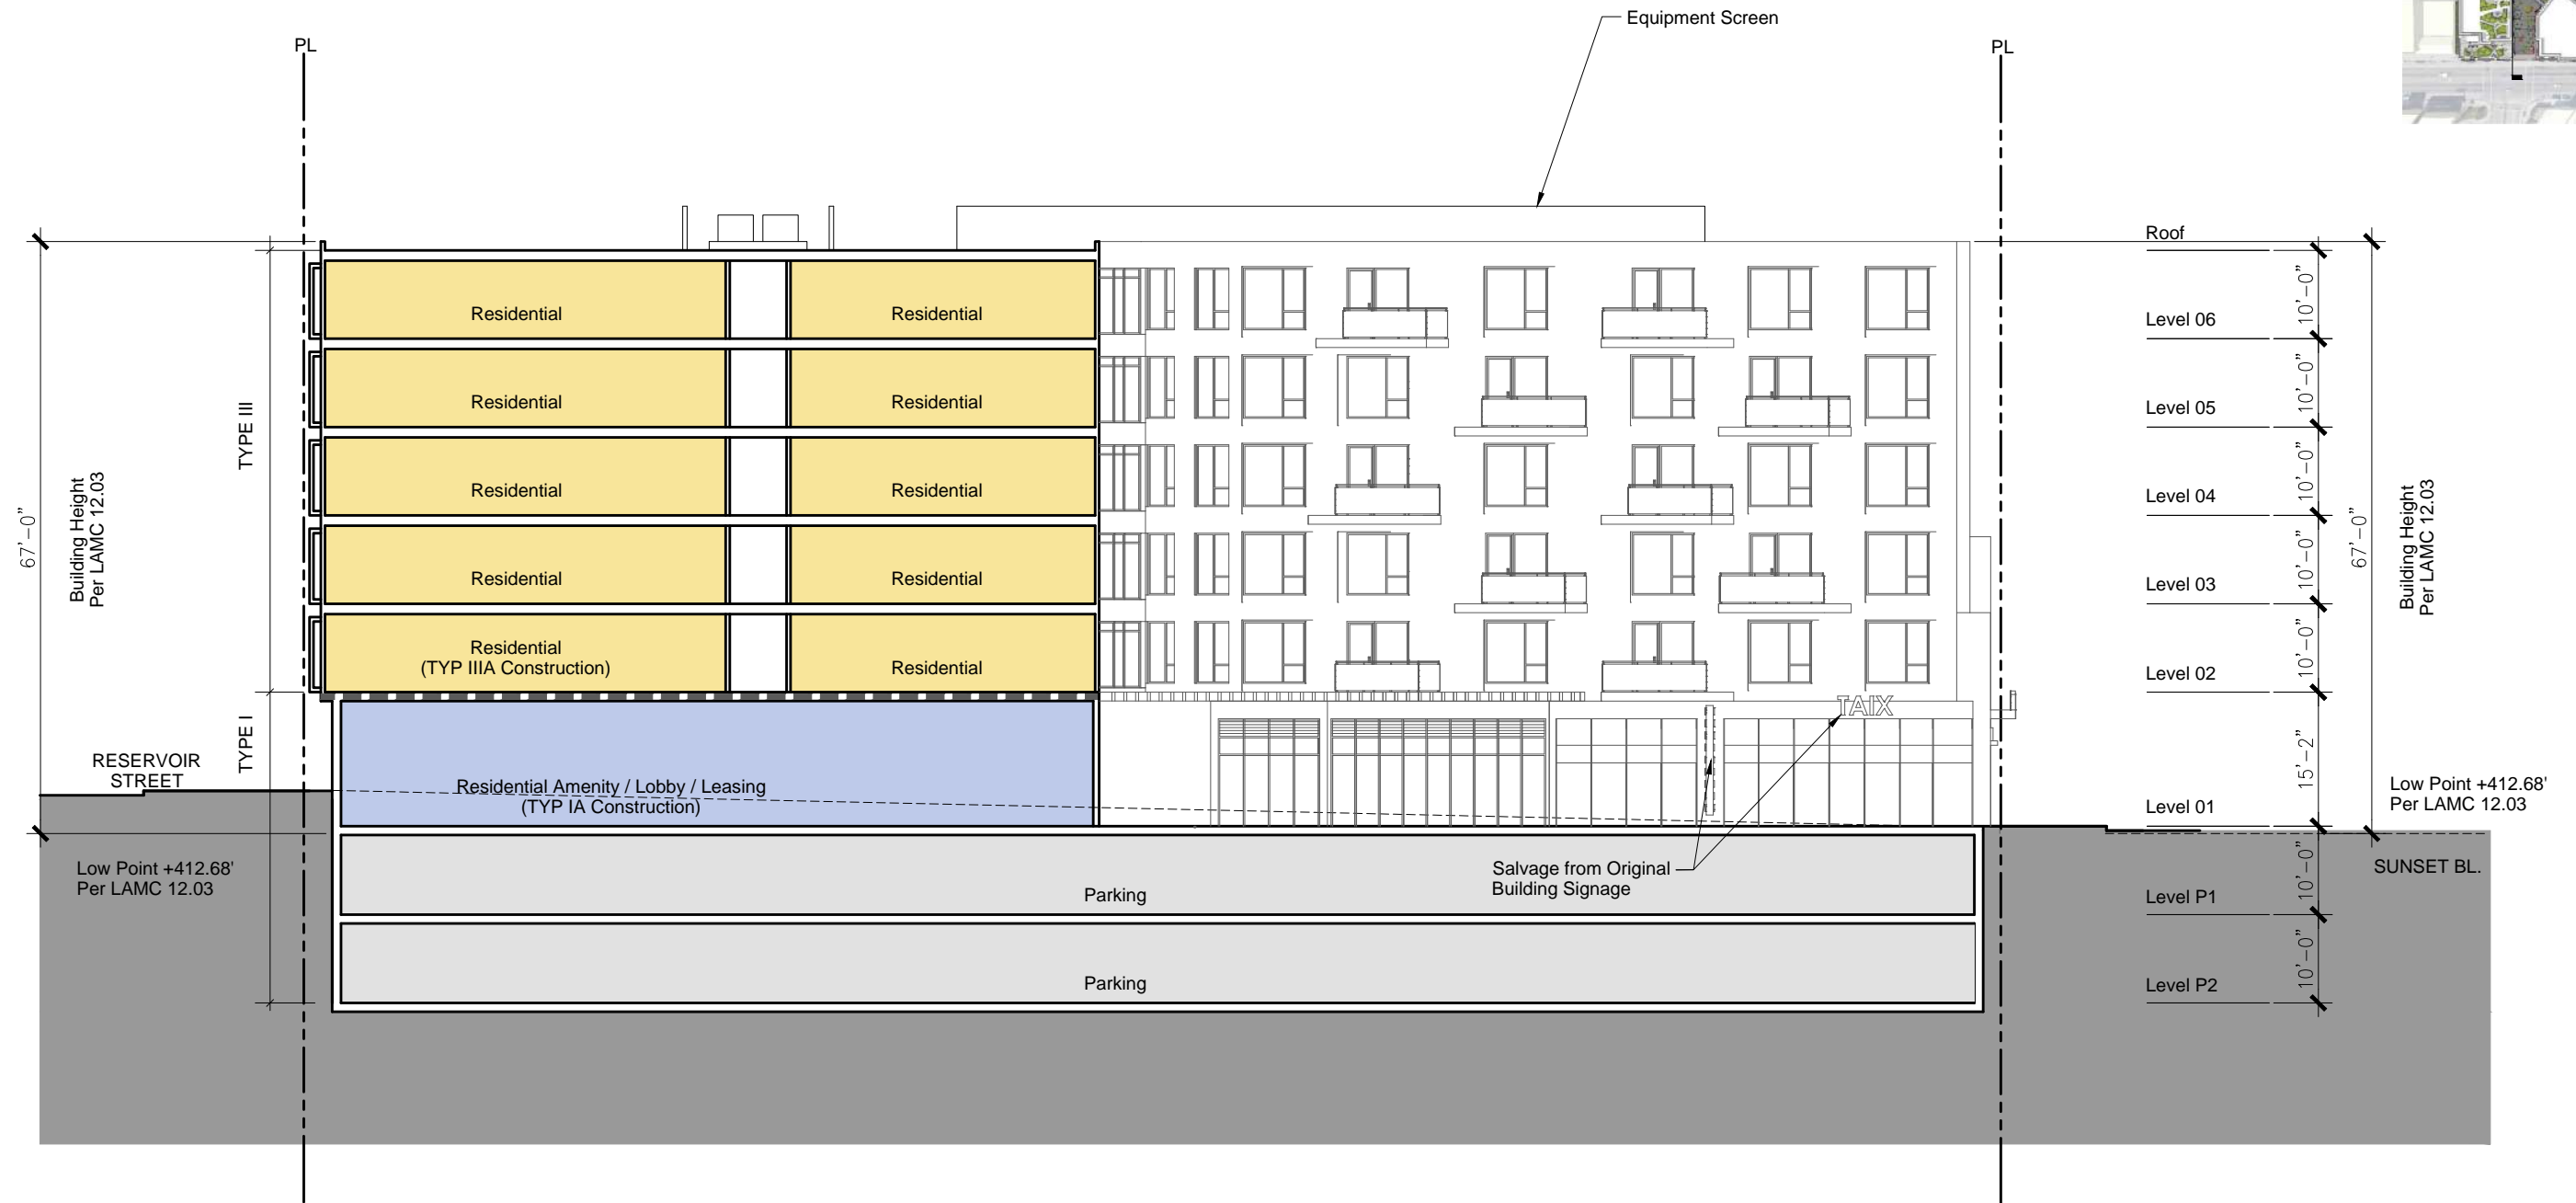 Equipment Screen
PL
PL
Roof
Residential
Residential
10'-0"
Level 06
Residential
Residential
10'-0"
Level 05
TYPE III
Residential
Residential
10'-0"
Level 04
67'-0"
Building Height
Per LAMC 12.03
67'-0"
Building Height
Per LAMC 12.03
Residential
Residential
10'-0"
Level 03
Residential
(TYP IIIA Construction)
Residential
10'-0"
Level 02
TAIX
TYPE I
RESERVOIR
STREET
Residential Amenity / Lobby / Leasing
(TYP IA Construction)
15'-2"
Level 01
Low Point +412.68'
Per LAMC 12.03
Low Point +412.68'
Per LAMC 12.03
Salvage from Original
Building Signage
SUNSET BL.
Parking
10'-0"
Level P1
Parking
10'-0"
Level P2